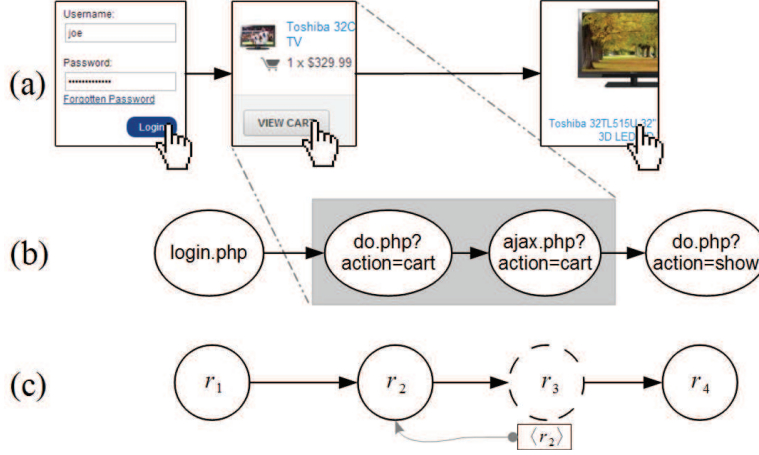 (a)
Username:
joe
Password:
Forgotten Password
Login
Toshiba 32C
TV
1 x $329.99
VIEW CART
Toshiba 32TL515U 32"
3D LED
(b)
login.php
do.php?
action=cart
ajax.php?
action=cart
do.php?
action=show
(c)
r1
r2
r3
r4
⟨r2⟩